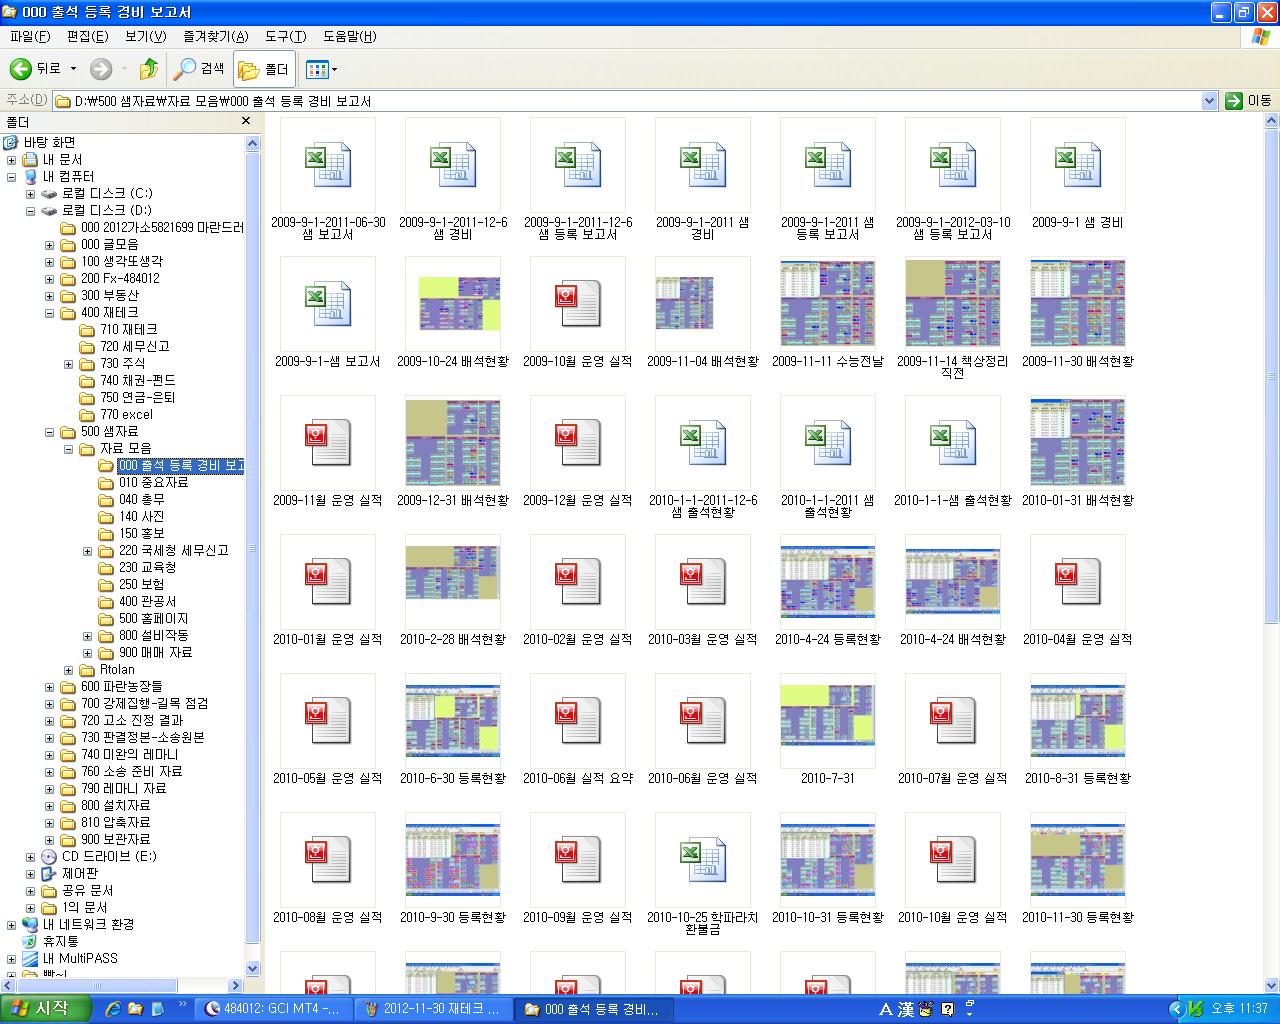 000 출석 등록 경비 보고서
파일(F) 편집(E) 보기(V) 즐겨찾기(A) 도구(T) 도움말(H)
뒤로 검색 폴더
주소(D) D:₩500 샘자료₩자료 모음₩000 출석 등록 경비 보고서 이동
폴더
바탕 화면
내 문서
내 컴퓨터
로컬 디스크 (C:)
로컬 디스크 (D:)
000 2012가소5821699 마란드러
000 글모음
100 생각또생각
200 Fx-484012
300 부동산
400 재테크
710 재테크
720 세무신고
730 주식
740 채권-펀드
750 연금-은퇴
770 excel
500 샘자료
자료 모음
000 출석 등록 경비 보고
010 중요자료
040 총무
140 사진
150 홍보
220 국세청 세무신고
230 교육청
250 보험
400 관공서
500 홈페이지
800 설비작동
900 매매 자료
Rtolan
600 파란농장들
700 강제집행-길목 점검
720 고소 진정 결과
730 판결정본-소송원본
740 미완의 레마니
760 소송 준비 자료
790 레마니 자료
800 설치자료
810 압축자료
900 보관자료
CD 드라이브 (E:)
제어판
공유 문서
1의 문서
내 네트워크 환경
휴지통
내 MultiPASS
2009-9-1-2011-06-30 샘 보고서
2009-9-1-2011-12-6 샘 경비
2009-9-1-2011-12-6 샘 등록 보고서
2009-9-1-2011 샘 경비
2009-9-1-2011 샘 등록 보고서
2009-9-1-2012-03-10 샘 등록 보고서
2009-9-1 샘 경비
2009-9-1-샘 보고서
2009-10-24 배석현황
2009-10월 운영 실적
2009-11-04 배석현황
2009-11-11 수능전날
2009-11-14 책상정리 직전
2009-11-30 배석현황
2009-11월 운영 실적
2009-12-31 배석현황
2009-12월 운영 실적
2010-1-1-2011-12-6 샘 출석현황
2010-1-1-2011 샘 출석현황
2010-1-1-샘 출석현황
2010-01-31 배석현황
2010-01월 운영 실적
2010-2-28 배석현황
2010-02월 운영 실적
2010-03월 운영 실적
2010-4-24 등록현황
2010-4-24 배석현황
2010-04월 운영 실적
2010-05월 운영 실적
2010-6-30 등록현황
2010-06월 실적 요약
2010-06월 운영 실적
2010-7-31
2010-07월 운영 실적
2010-8-31 등록현황
2010-08월 운영 실적
2010-9-30 등록현황
2010-09월 운영 실적
2010-10-25 학파라치 환불금
2010-10-31 등록현황
2010-10월 운영 실적
2010-11-30 등록현황
시작 484012: GCI MT4 -... 2012-11-30 재테크 ... 000 출석 등록 경비... A 漢 오후 11:37